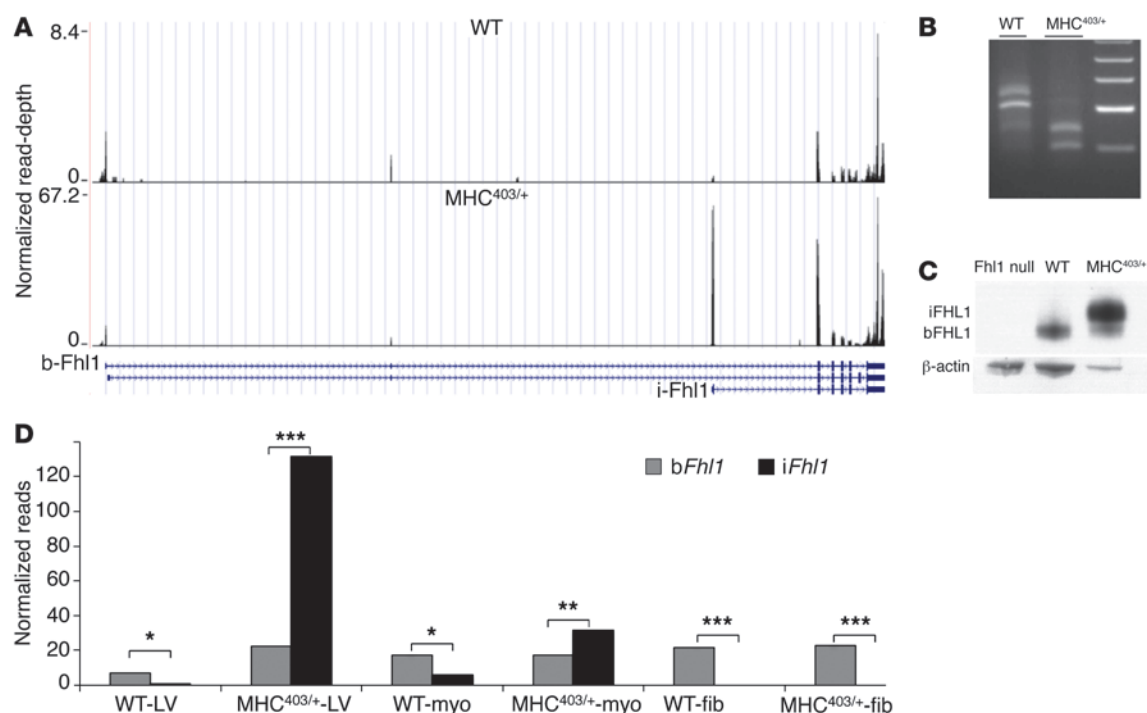 A
WT
8.4
0
MHC403/+
67.2
0
Normalized read-depth
b-Fhl1
i-Fhl1
B
WT MHC403/+
C
Fhl1 null WT MHC403/+
iFHL1
bFHL1
β-actin
D
Normalized reads
120
100
80
60
40
20
0
bFhl1 iFhl1
* *** * ** *** ***
WT-LV MHC403/+-LV WT-myo MHC403/+-myo WT-fib MHC403/+-fib